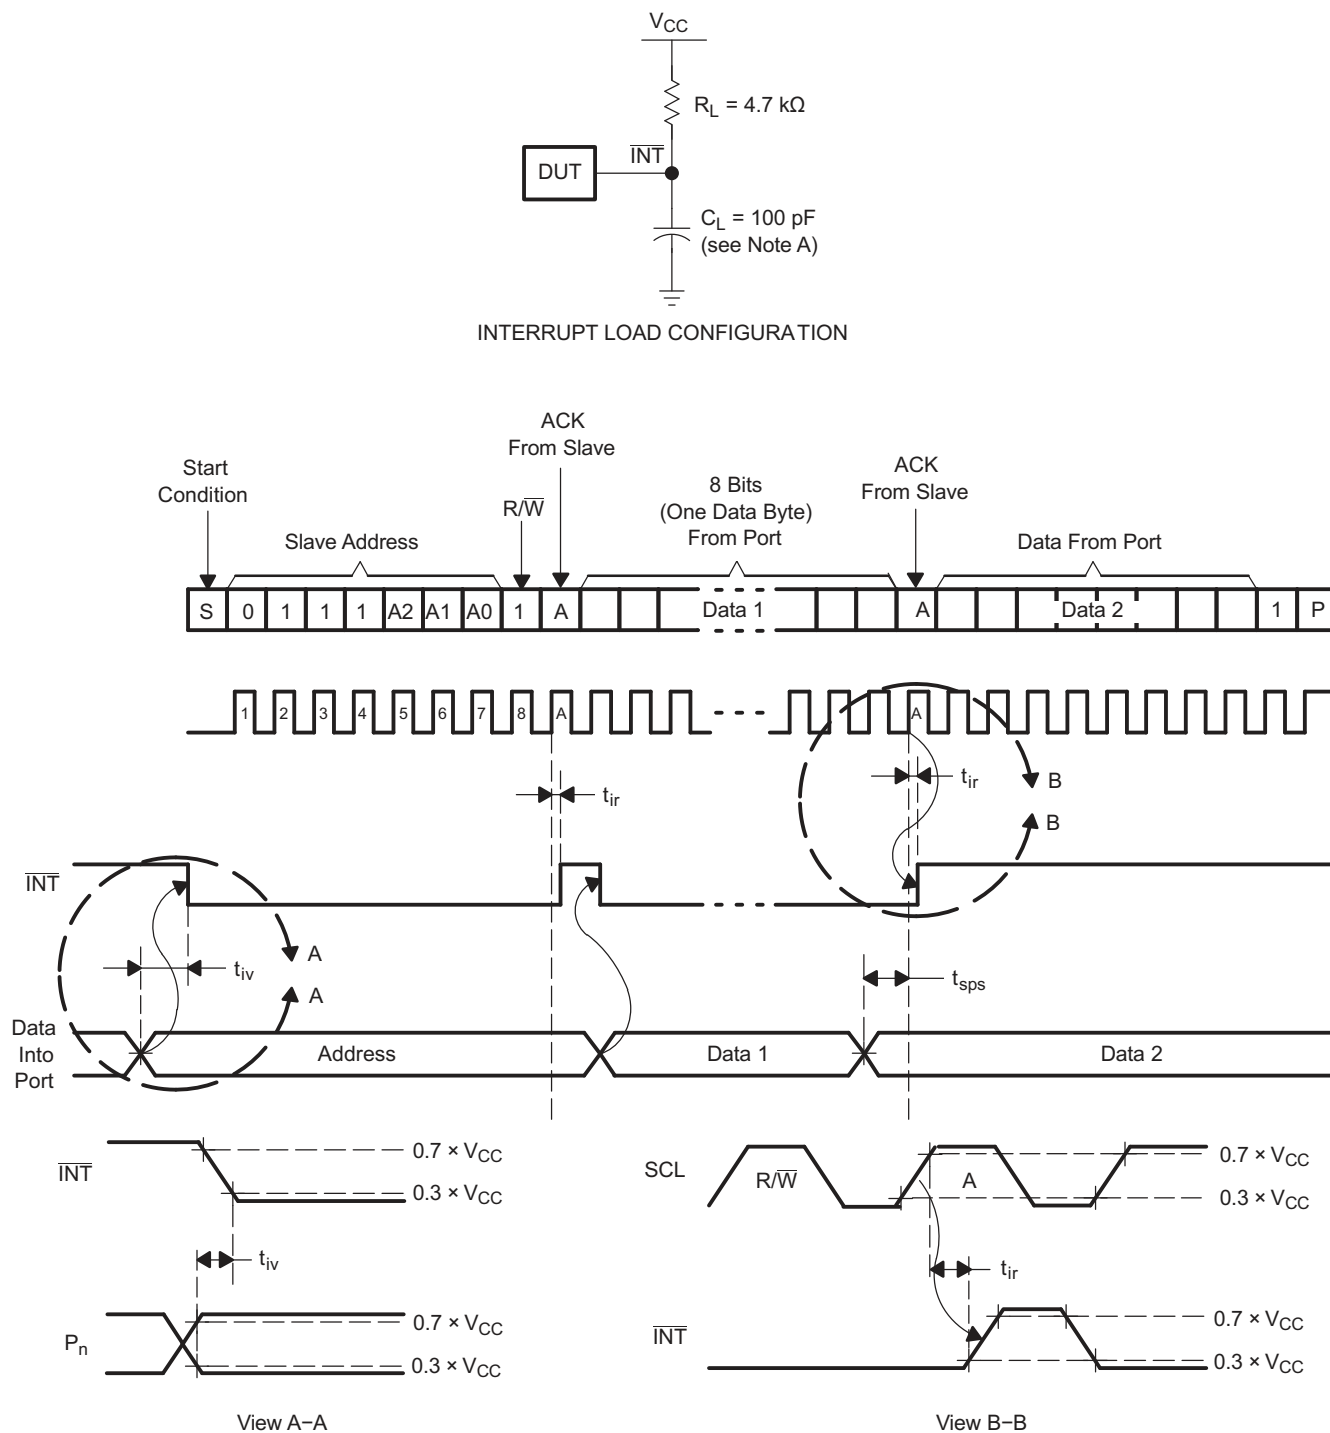 V_CC
R_L = 4.7 kΩ
I̅N̅T̅
DUT
C_L = 100 pF
(see Note A)
INTERRUPT LOAD CONFIGURATION
Start
Condition
Slave Address
R/W̅
ACK
From Slave
8 Bits
(One Data Byte)
From Port
ACK
From Slave
Data From Port
S 0 1 1 1 A2 A1 A0 1 A Data 1 A Data 2 1 P
1 2 3 4 5 6 7 8 A A
t_ir
t_ir
B
B
I̅N̅T̅
t_iv
A
A
t_sps
Data
Into
Port
Address
Data 1
Data 2
I̅N̅T̅
0.7 × V_CC
0.3 × V_CC
t_iv
P_n
0.7 × V_CC
0.3 × V_CC
View A−A
SCL
R/W̅
A
0.7 × V_CC
0.3 × V_CC
t_ir
I̅N̅T̅
0.7 × V_CC
0.3 × V_CC
View B−B